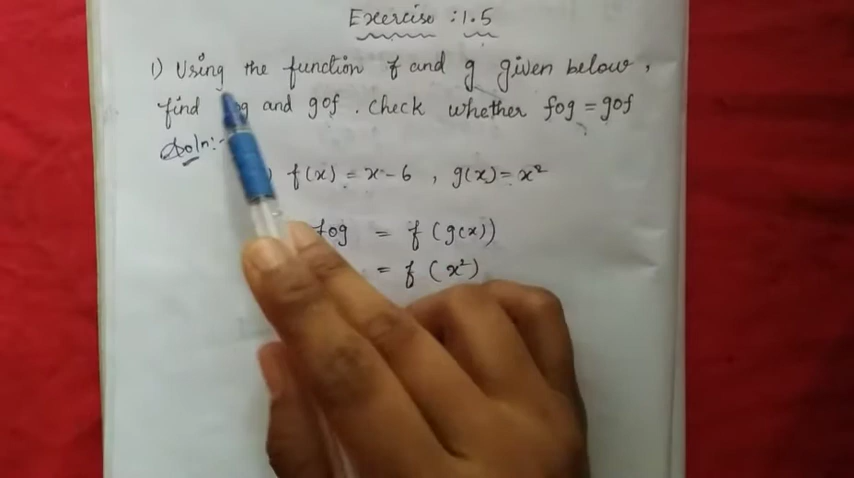 Exercise : 1.5
1) Using the function f and g given below,
find og and gof . Check whether fog = gof
Soln:-
) f(x) = x - 6 , g(x) = x²
fog = f (g(x))
= f (x²)